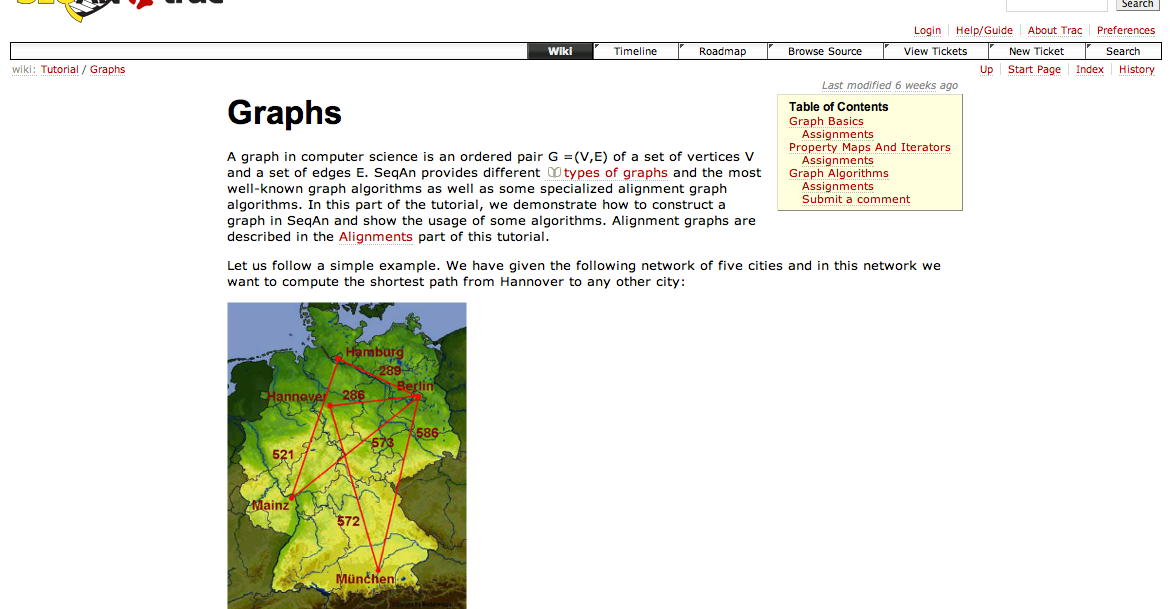 Search
Login Help/Guide About Trac Preferences
Wiki Timeline Roadmap Browse Source View Tickets New Ticket Search
wiki: Tutorial / Graphs
Up Start Page Index History
Last modified 6 weeks ago
Graphs
Table of Contents
Graph Basics
Assignments
Property Maps And Iterators
Assignments
Graph Algorithms
Assignments
Submit a comment
A graph in computer science is an ordered pair G =(V,E) of a set of vertices V
and a set of edges E. SeqAn provides different types of graphs and the most
well-known graph algorithms as well as some specialized alignment graph
algorithms. In this part of the tutorial, we demonstrate how to construct a
graph in SeqAn and show the usage of some algorithms. Alignment graphs are
described in the Alignments part of this tutorial.
Let us follow a simple example. We have given the following network of five cities and in this network we
want to compute the shortest path from Hannover to any other city:
Hamburg
289
Berlin
Hannover 286
586
573
521
Mainz
572
München